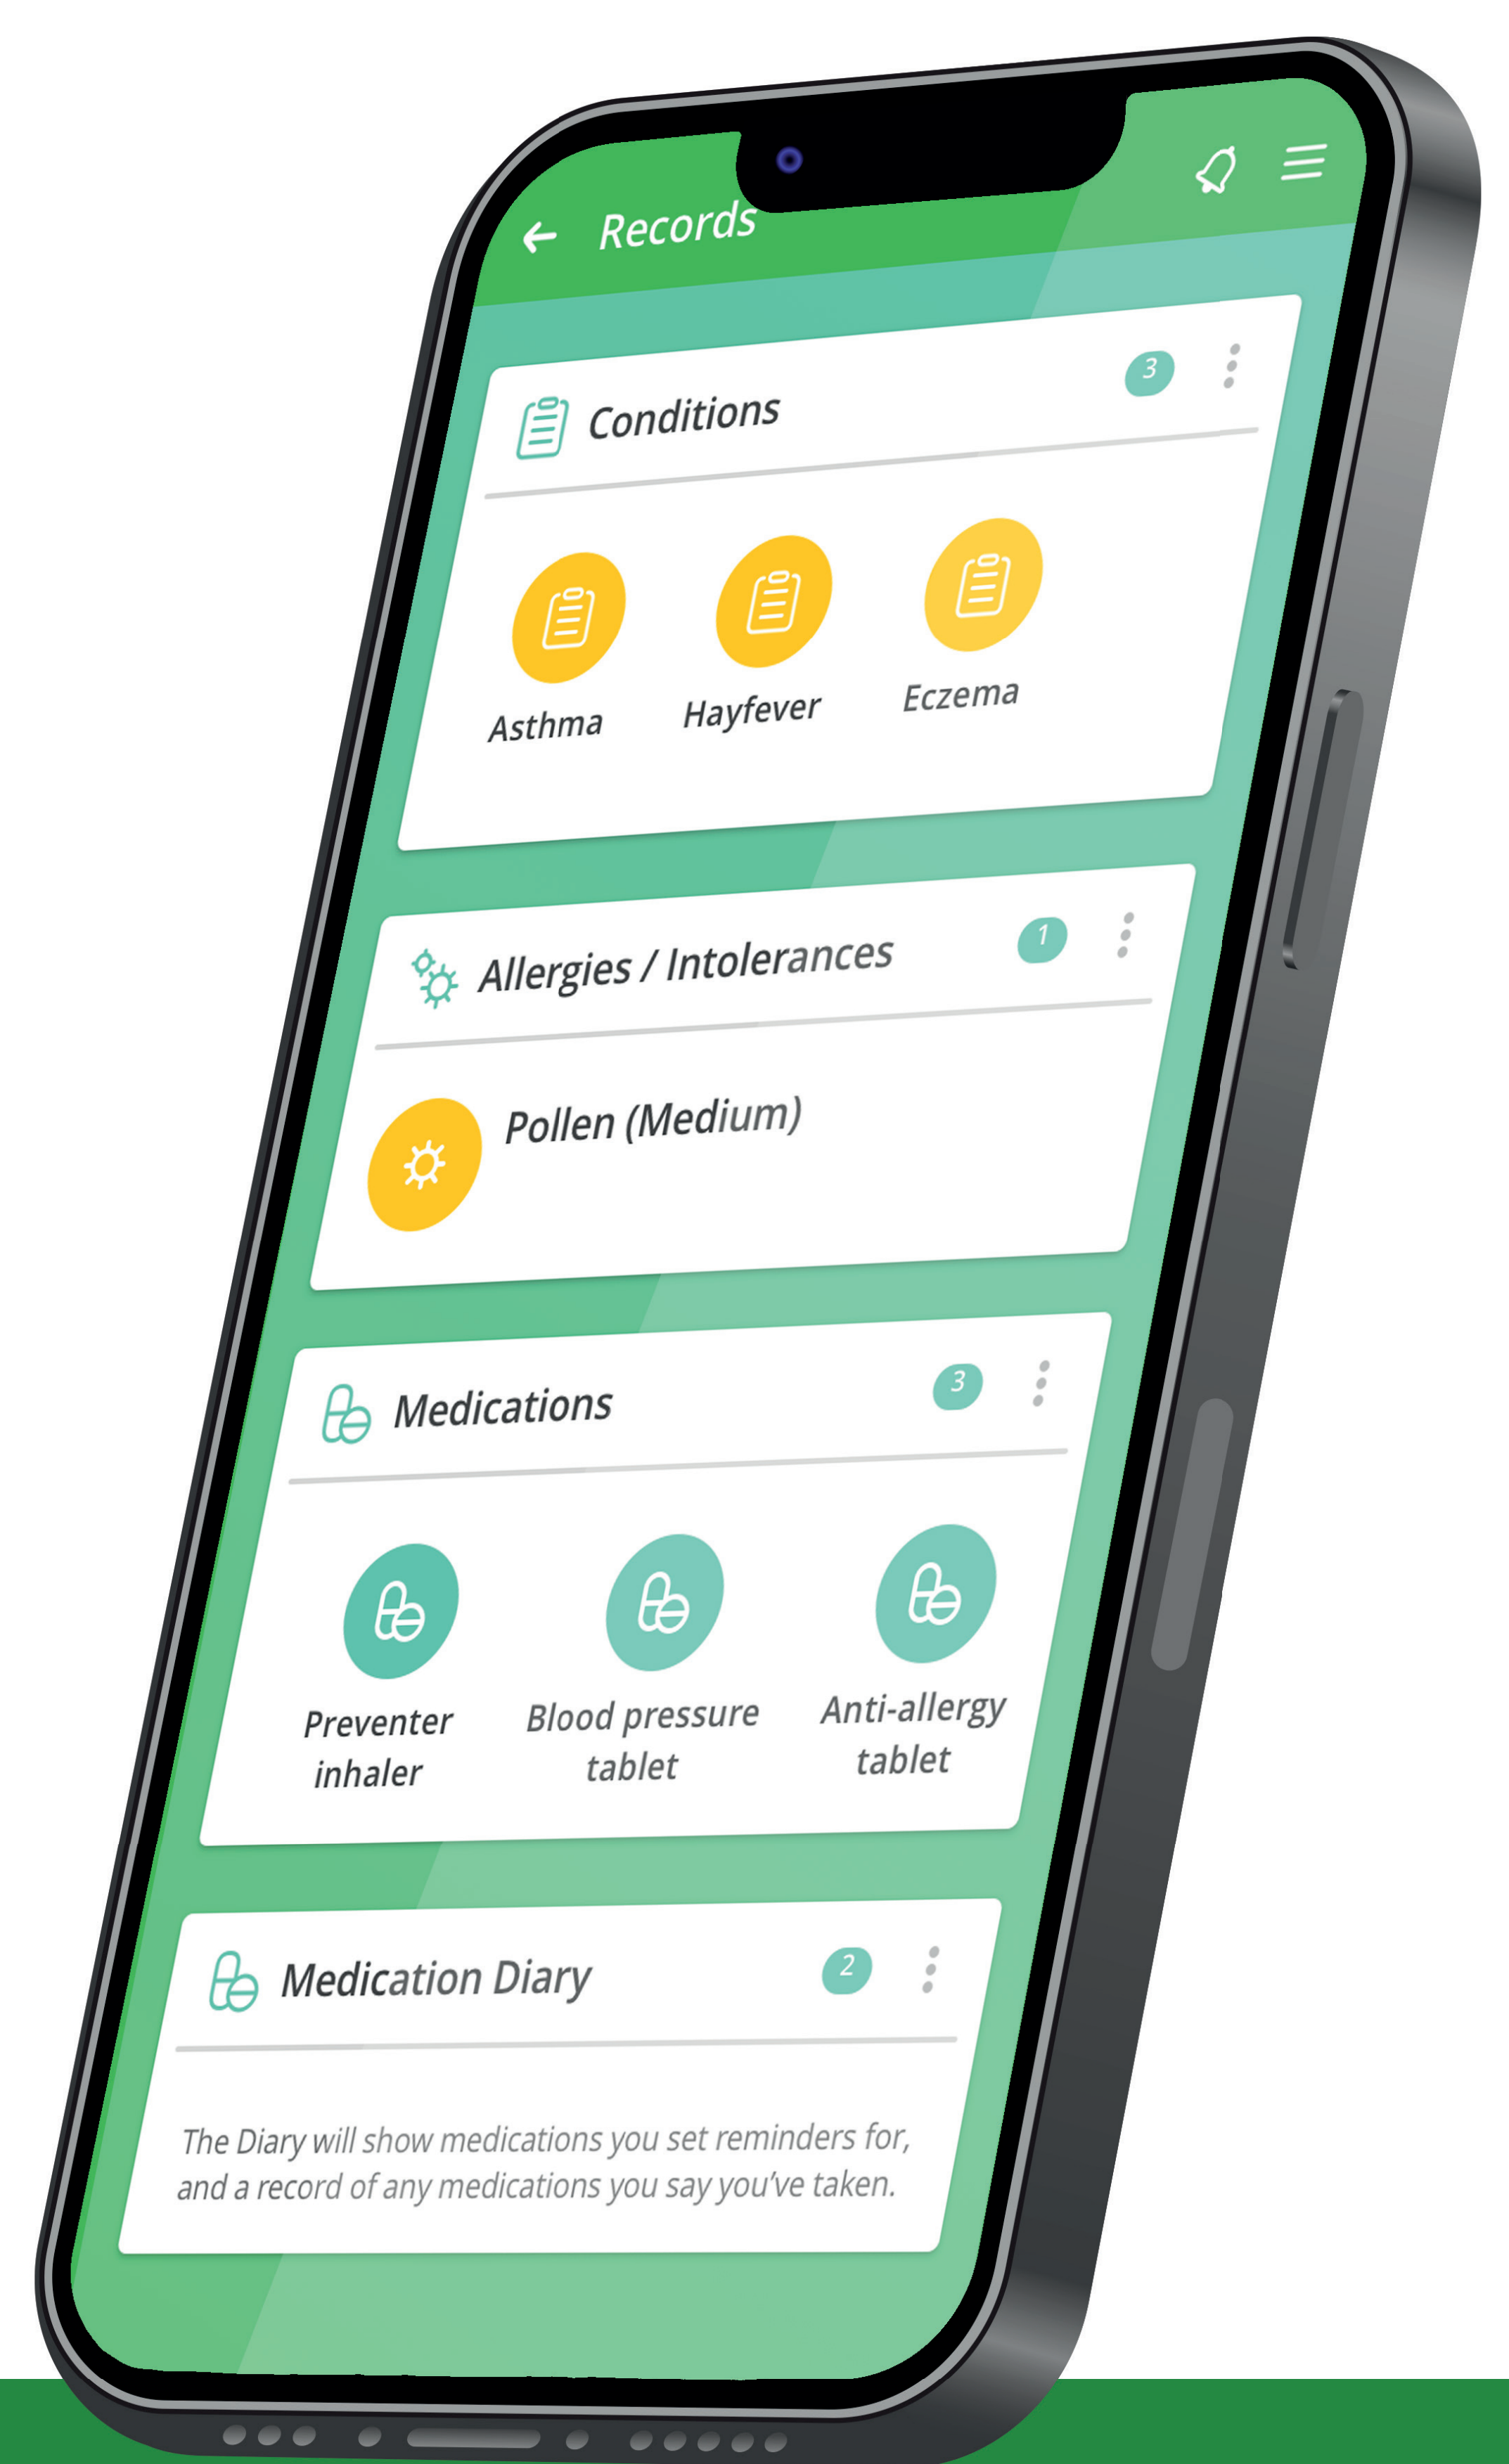 Records
Conditions
3
Asthma
Hayfever
Eczema
Allergies / Intolerances
1
Pollen (Medium)
Medications
3
Preventer
inhaler
Blood pressure
tablet
Anti-allergy
tablet
Medication Diary
2
The Diary will show medications you set reminders for,
and a record of any medications you say you’ve taken.